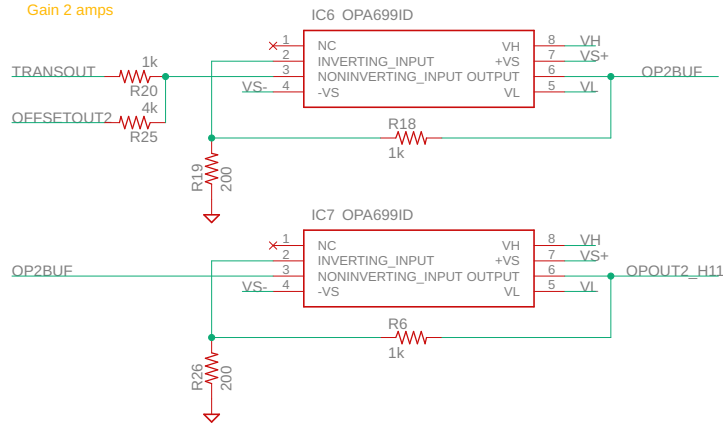 Gain 2 amps
IC6 OPA699ID
1 NC VH 8 VH
2 INVERTING_INPUT +VS 7 VS+
TRANSOUT 1k R20 3 NONINVERTING_INPUT OUTPUT 6 OP2BUF
VS- 4 -VS VL 5 VL
OFFSETOUT2 4k R25
R18
1k
R19 200
IC7 OPA699ID
1 NC VH 8 VH
2 INVERTING_INPUT +VS 7 VS+
OP2BUF 3 NONINVERTING_INPUT OUTPUT 6 OPOUT2_H11
VS- 4 -VS VL 5 VL
R6
1k
R26 200